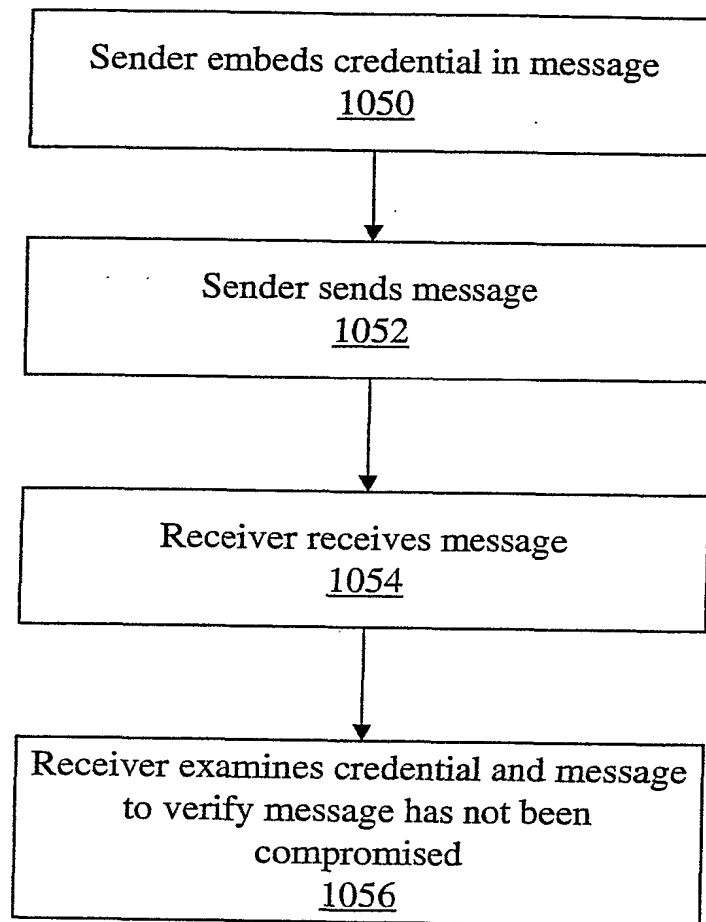 Sender embeds credential in message
1050
Sender sends message
1052
Receiver receives message
1054
Receiver examines credential and message
to verify message has not been
compromised
1056